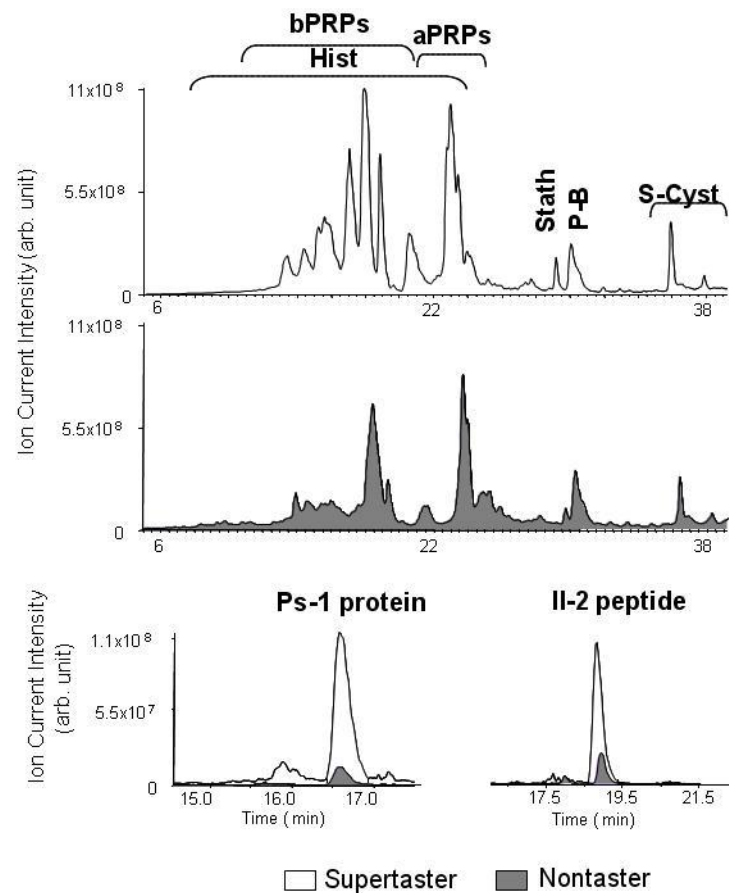 bPRPs aPRPs
Hist
Ion Current Intensity (arb. unit)
11x10⁸
5.5x10⁸
0
Stath
P-B
S-Cyst
6 22 38
11x10⁸
5.5x10⁸
0
6 22 38
Ps-1 protein II-2 peptide
Ion Current Intensity
(arb. unit)
1.1x10⁸
5.5x10⁷
0
15.0 16.0 17.0 17.5 19.5 21.5
Time ( min) Time ( min)
Supertaster Nontaster